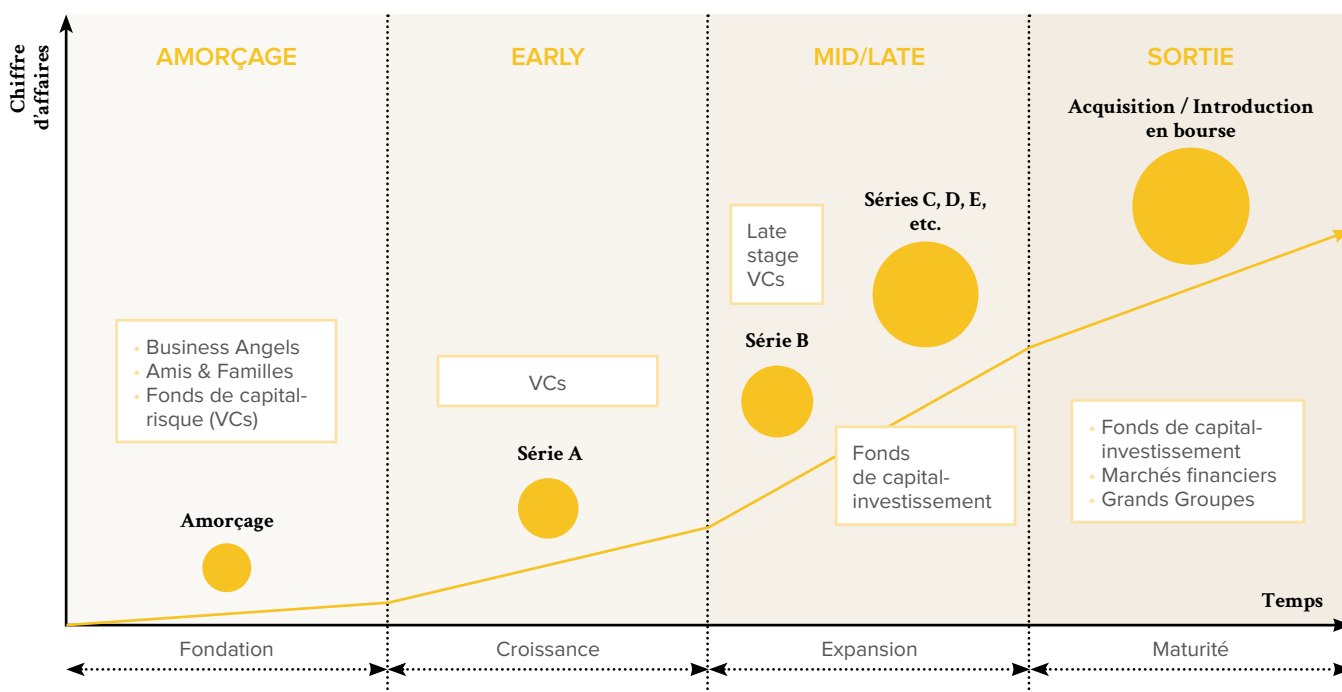 Chiffre
d'affaires
AMORÇAGE
EARLY
MID/LATE
SORTIE
Acquisition / Introduction
en bourse
Séries C, D, E,
etc.
Late
stage
VCs
Série B
• Business Angels
• Amis & Familles
• Fonds de capital-
risque (VCs)
VCs
Série A
Amorçage
Fonds
de capital-
investissement
• Fonds de capital-
investissement
• Marchés financiers
• Grands Groupes
Temps
Fondation
Croissance
Expansion
Maturité